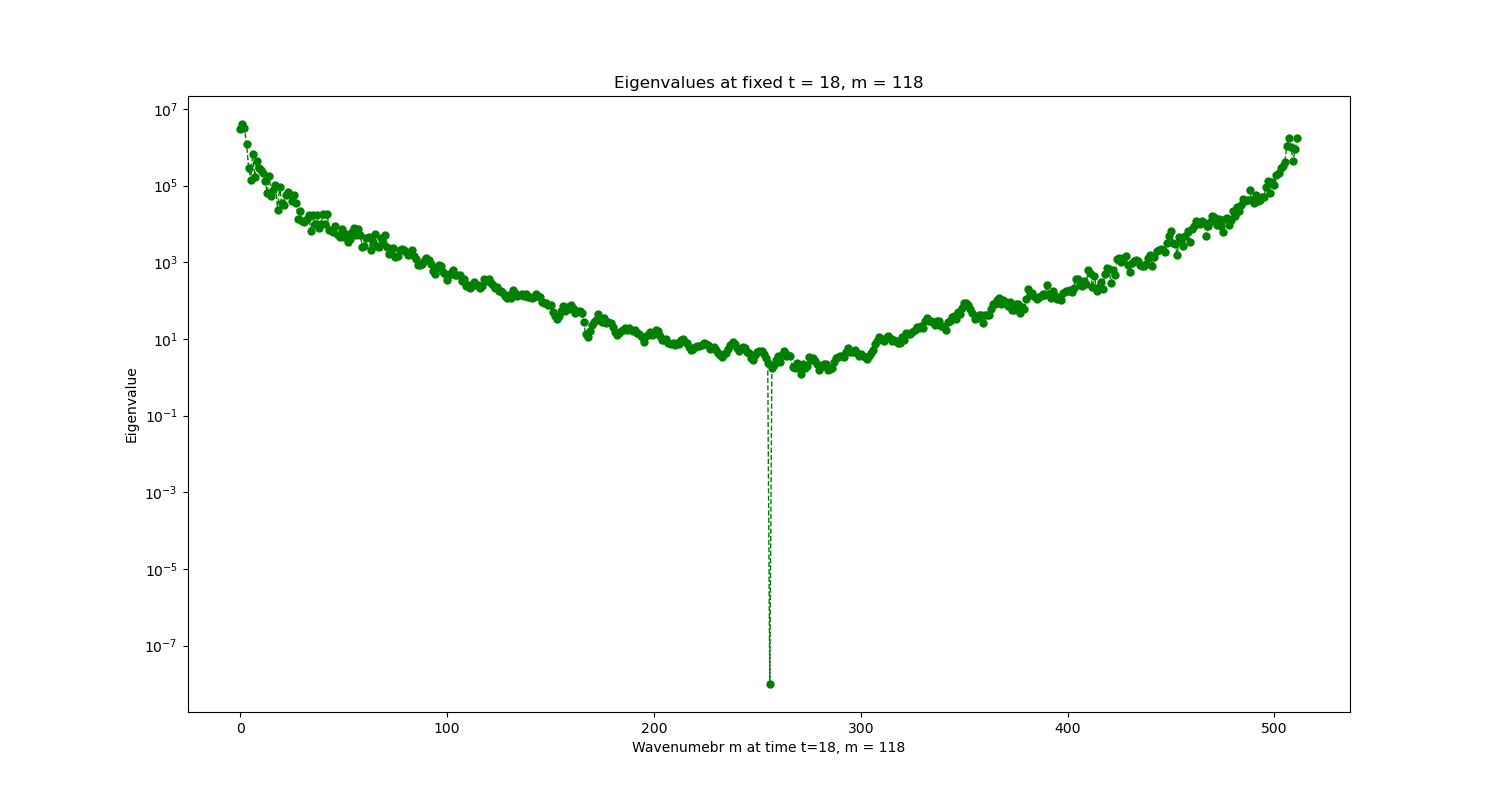 Eigenvalues at fixed t = 18, m = 118
10^7
10^5
10^3
10^1
10^-1
10^-3
10^-5
10^-7
Eigenvalue
0 100 200 300 400 500
Wavenumebr m at time t=18, m = 118